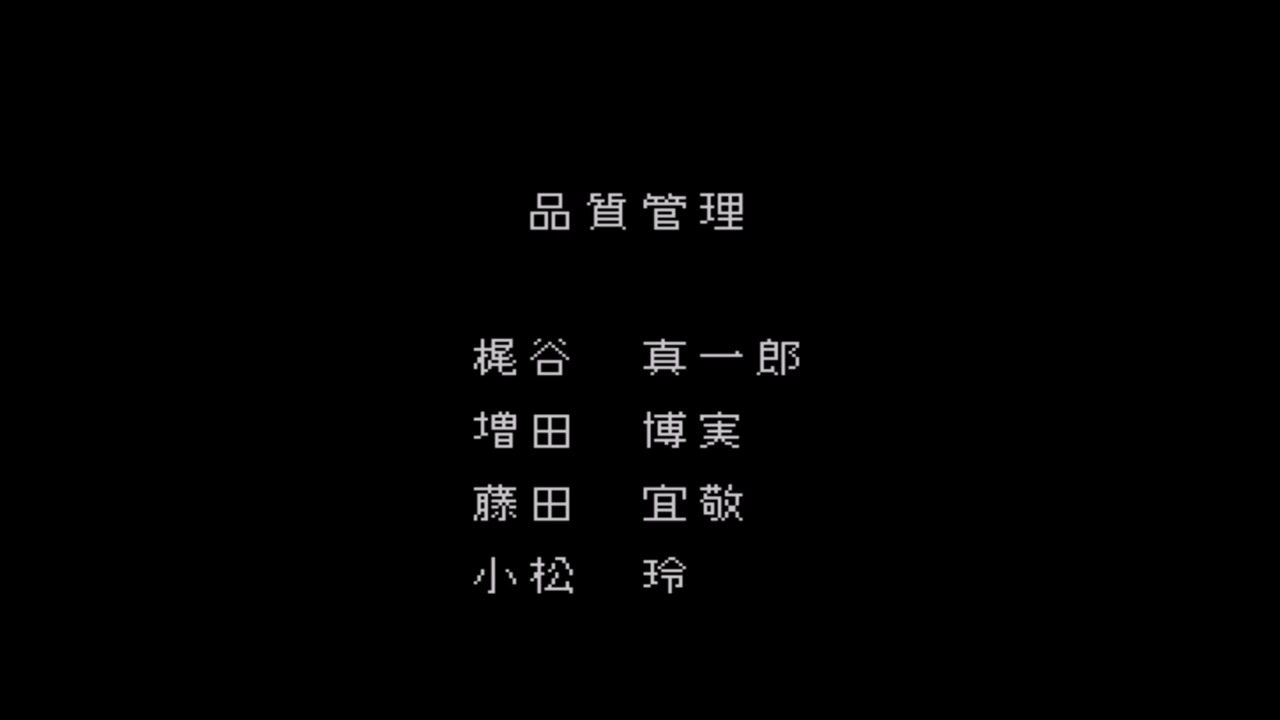 品質管理
梶谷　真一郎
増田　博実
藤田　宜敬
小松　玲